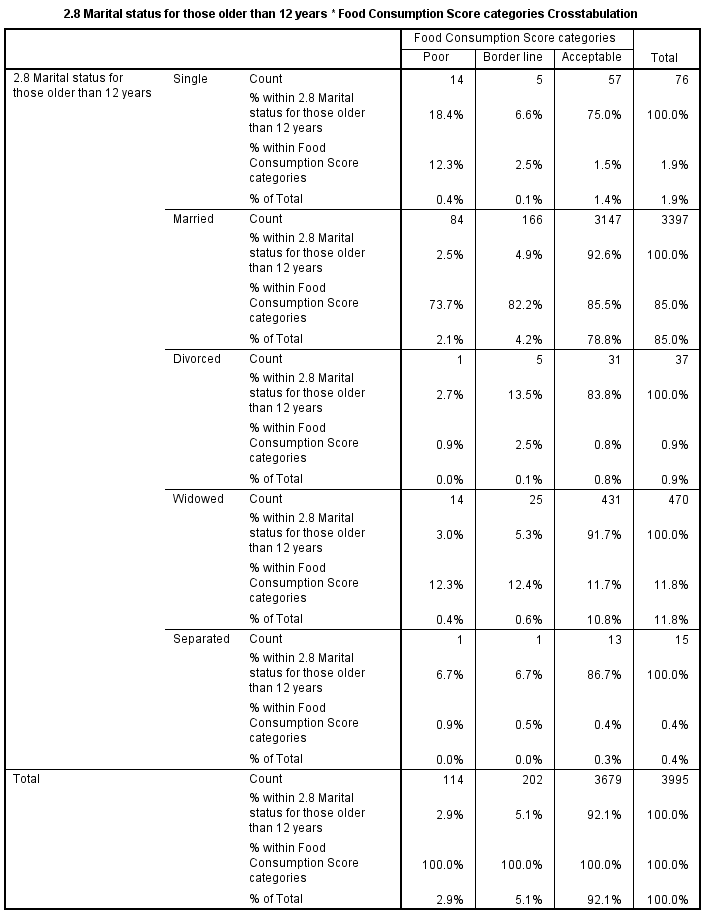 2.8 Marital status for those older than 12 years * Food Consumption Score categories Crosstabulation
Food Consumption Score categories
Poor Border line Acceptable Total
2.8 Marital status for those older than 12 years Single Count 14 5 57 76
% within 2.8 Marital status for those older than 12 years 18.4% 6.6% 75.0% 100.0%
% within Food Consumption Score categories 12.3% 2.5% 1.5% 1.9%
% of Total 0.4% 0.1% 1.4% 1.9%
Married Count 84 166 3147 3397
% within 2.8 Marital status for those older than 12 years 2.5% 4.9% 92.6% 100.0%
% within Food Consumption Score categories 73.7% 82.2% 85.5% 85.0%
% of Total 2.1% 4.2% 78.8% 85.0%
Divorced Count 1 5 31 37
% within 2.8 Marital status for those older than 12 years 2.7% 13.5% 83.8% 100.0%
% within Food Consumption Score categories 0.9% 2.5% 0.8% 0.9%
% of Total 0.0% 0.1% 0.8% 0.9%
Widowed Count 14 25 431 470
% within 2.8 Marital status for those older than 12 years 3.0% 5.3% 91.7% 100.0%
% within Food Consumption Score categories 12.3% 12.4% 11.7% 11.8%
% of Total 0.4% 0.6% 10.8% 11.8%
Separated Count 1 1 13 15
% within 2.8 Marital status for those older than 12 years 6.7% 6.7% 86.7% 100.0%
% within Food Consumption Score categories 0.9% 0.5% 0.4% 0.4%
% of Total 0.0% 0.0% 0.3% 0.4%
Total Count 114 202 3679 3995
% within 2.8 Marital status for those older than 12 years 2.9% 5.1% 92.1% 100.0%
% within Food Consumption Score categories 100.0% 100.0% 100.0% 100.0%
% of Total 2.9% 5.1% 92.1% 100.0%